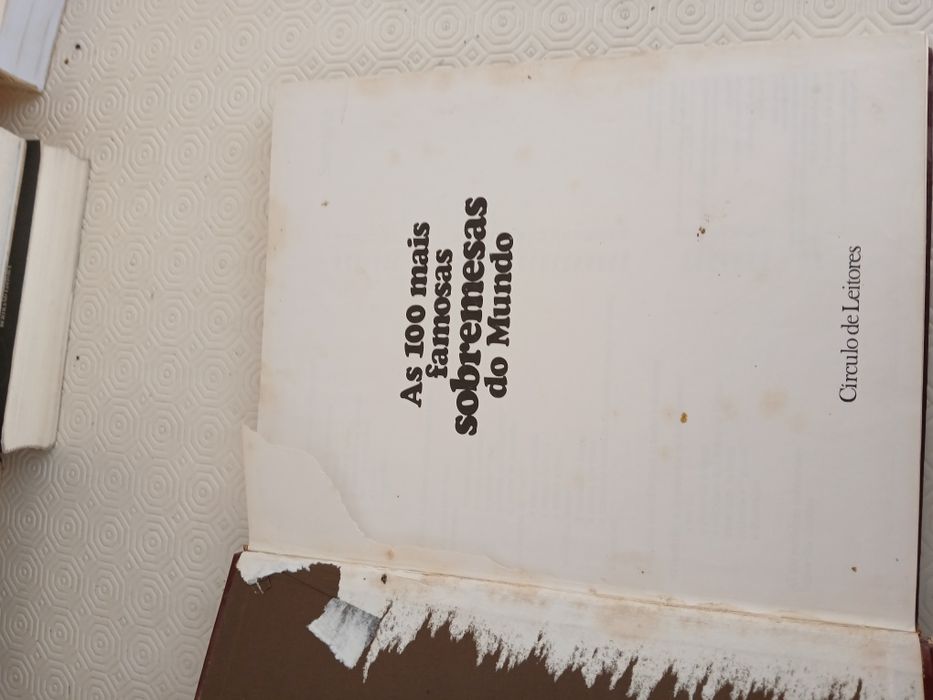 As 100 mais
famosas
sobremesas
do Mundo
Círculo de Leitores